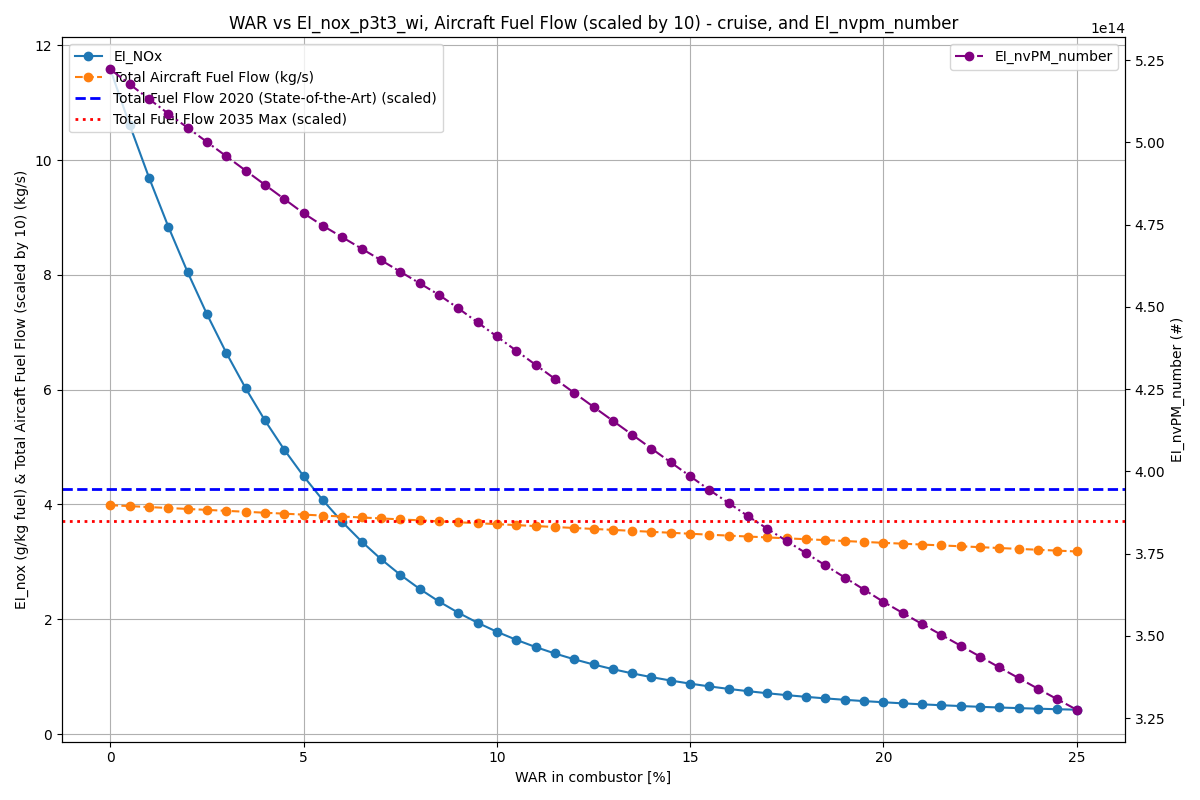 WAR vs EI_nox_p3t3_wi, Aircraft Fuel Flow (scaled by 10) - cruise, and EI_nvpm_number
1e14
EI_NOx
Total Aircraft Fuel Flow (kg/s)
Total Fuel Flow 2020 (State-of-the-Art) (scaled)
Total Fuel Flow 2035 Max (scaled)
EI_nvPM_number
12
10
8
6
4
2
0
EI_nox (g/kg fuel) & Total Aircaft Fuel Flow (scaled by 10) (kg/s)
5.25
5.00
4.75
4.50
4.25
4.00
3.75
3.50
3.25
EI_nvPM_number (#)
0
5
10
15
20
25
WAR in combustor [%]